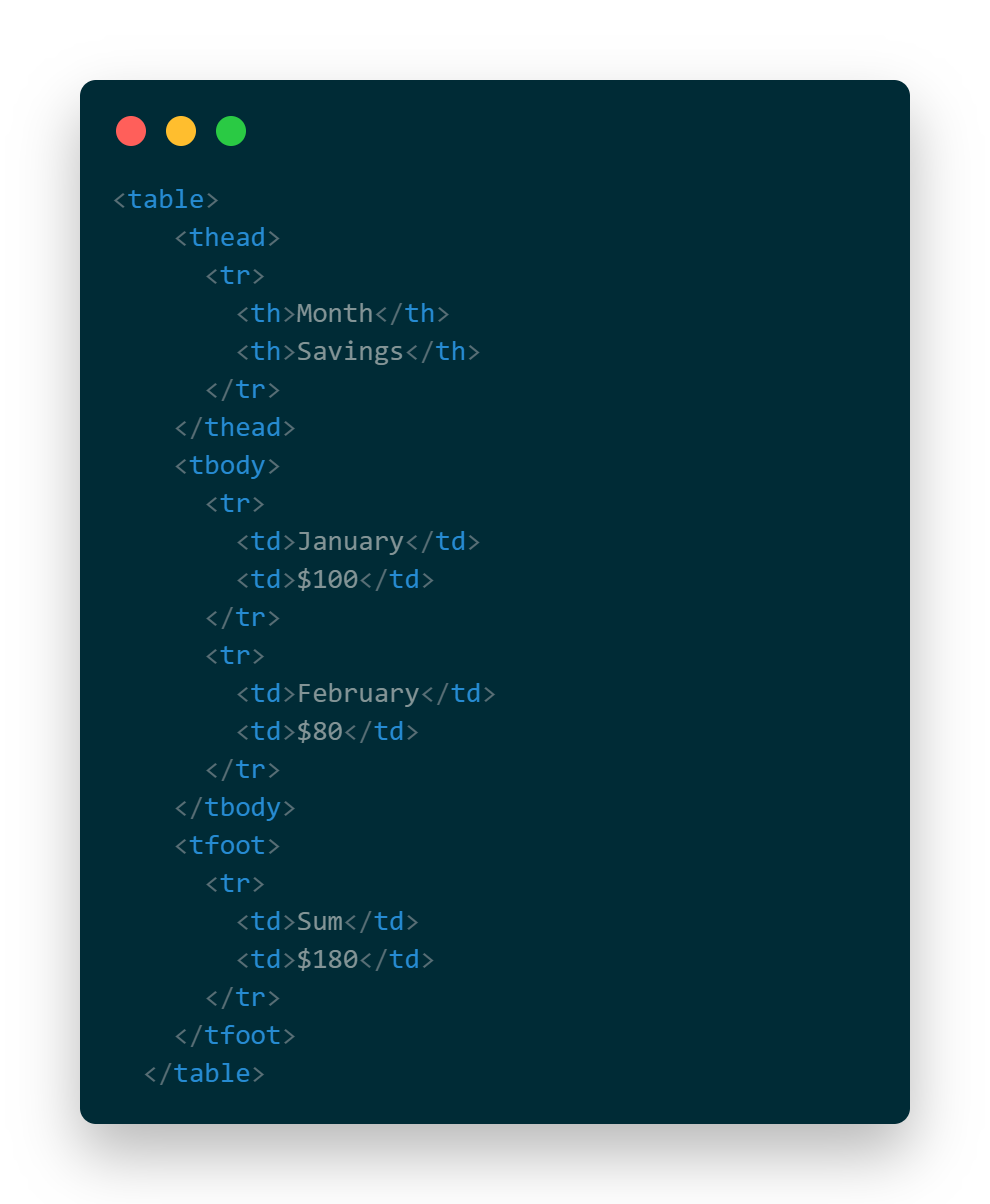 <table>
    <thead>
      <tr>
        <th>Month</th>
        <th>Savings</th>
      </tr>
    </thead>
    <tbody>
      <tr>
        <td>January</td>
        <td>$100</td>
      </tr>
      <tr>
        <td>February</td>
        <td>$80</td>
      </tr>
    </tbody>
    <tfoot>
      <tr>
        <td>Sum</td>
        <td>$180</td>
      </tr>
    </tfoot>
  </table>